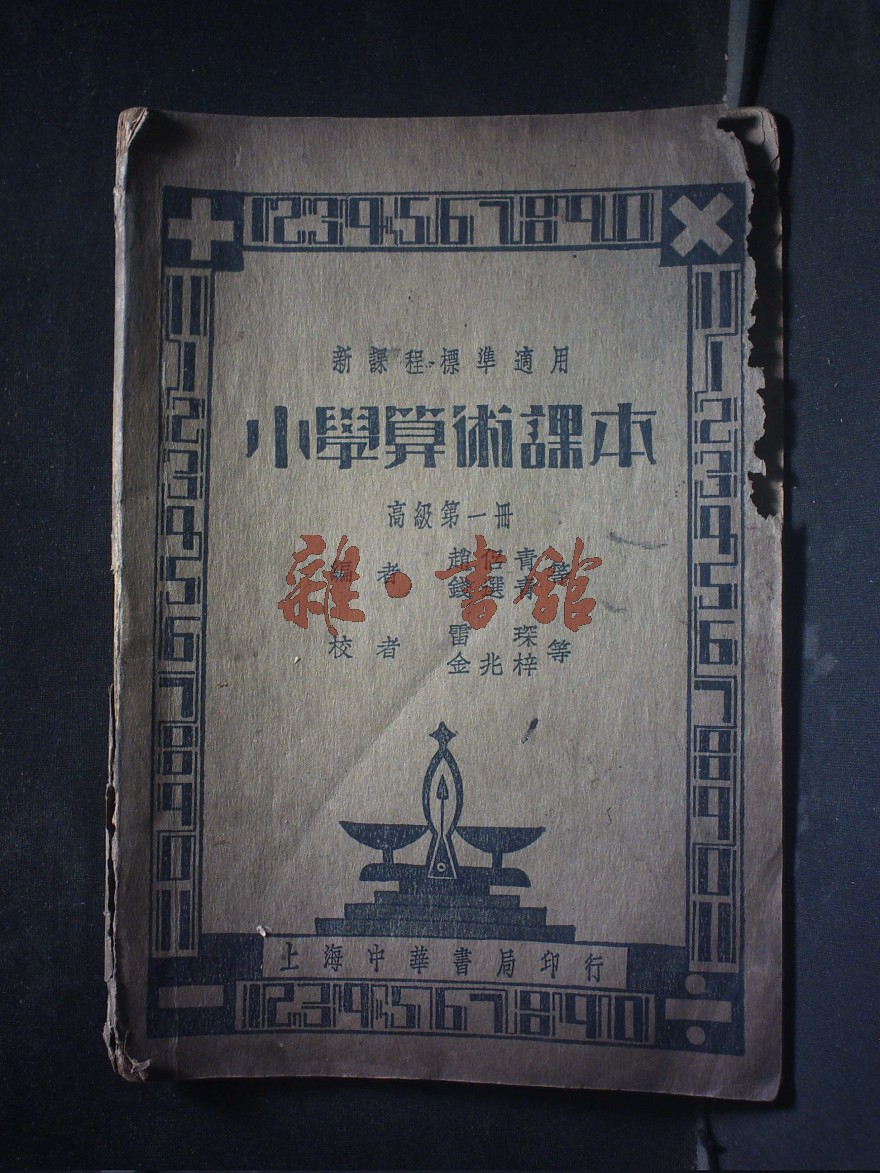 12345678910
新課程標準適用
小學算術課本
高級第一冊
編者 趙侶青 錢選青 等
雜·書館
校者 雷琛 金兆梓 等
上海中華書局印行
12345678910